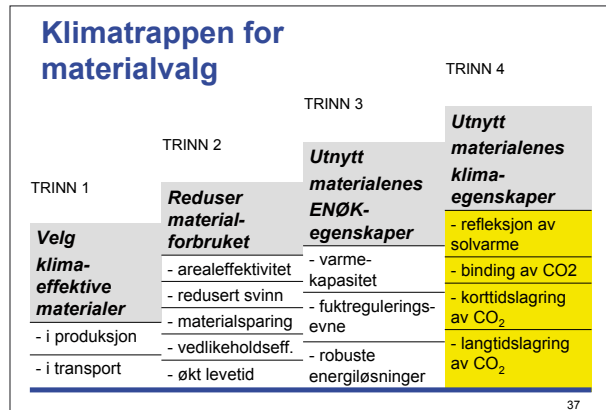 Klimatrappen for
materialvalg
TRINN 1
Velg
klima-
effektive
materialer
- i produksjon
- i transport
TRINN 2
Reduser
material-
forbruket
- arealeffektivitet
- redusert svinn
- materialsparing
- vedlikeholdseff.
- økt levetid
TRINN 3
Utnytt
materialenes
ENØK-
egenskaper
- varme-
kapasitet
- fuktregulerings-
evne
- robuste
energiløsninger
TRINN 4
Utnytt
materialenes
klima-
egenskaper
- refleksjon av
solvarme
- binding av CO2
- korttidslagring
av CO₂
- langtidslagring
av CO₂
37